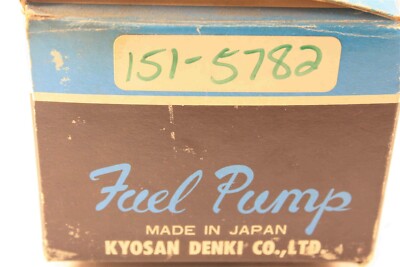 151-5782
Fuel Pump
MADE IN JAPAN
KYOSAN DENKI CO.,LTD.